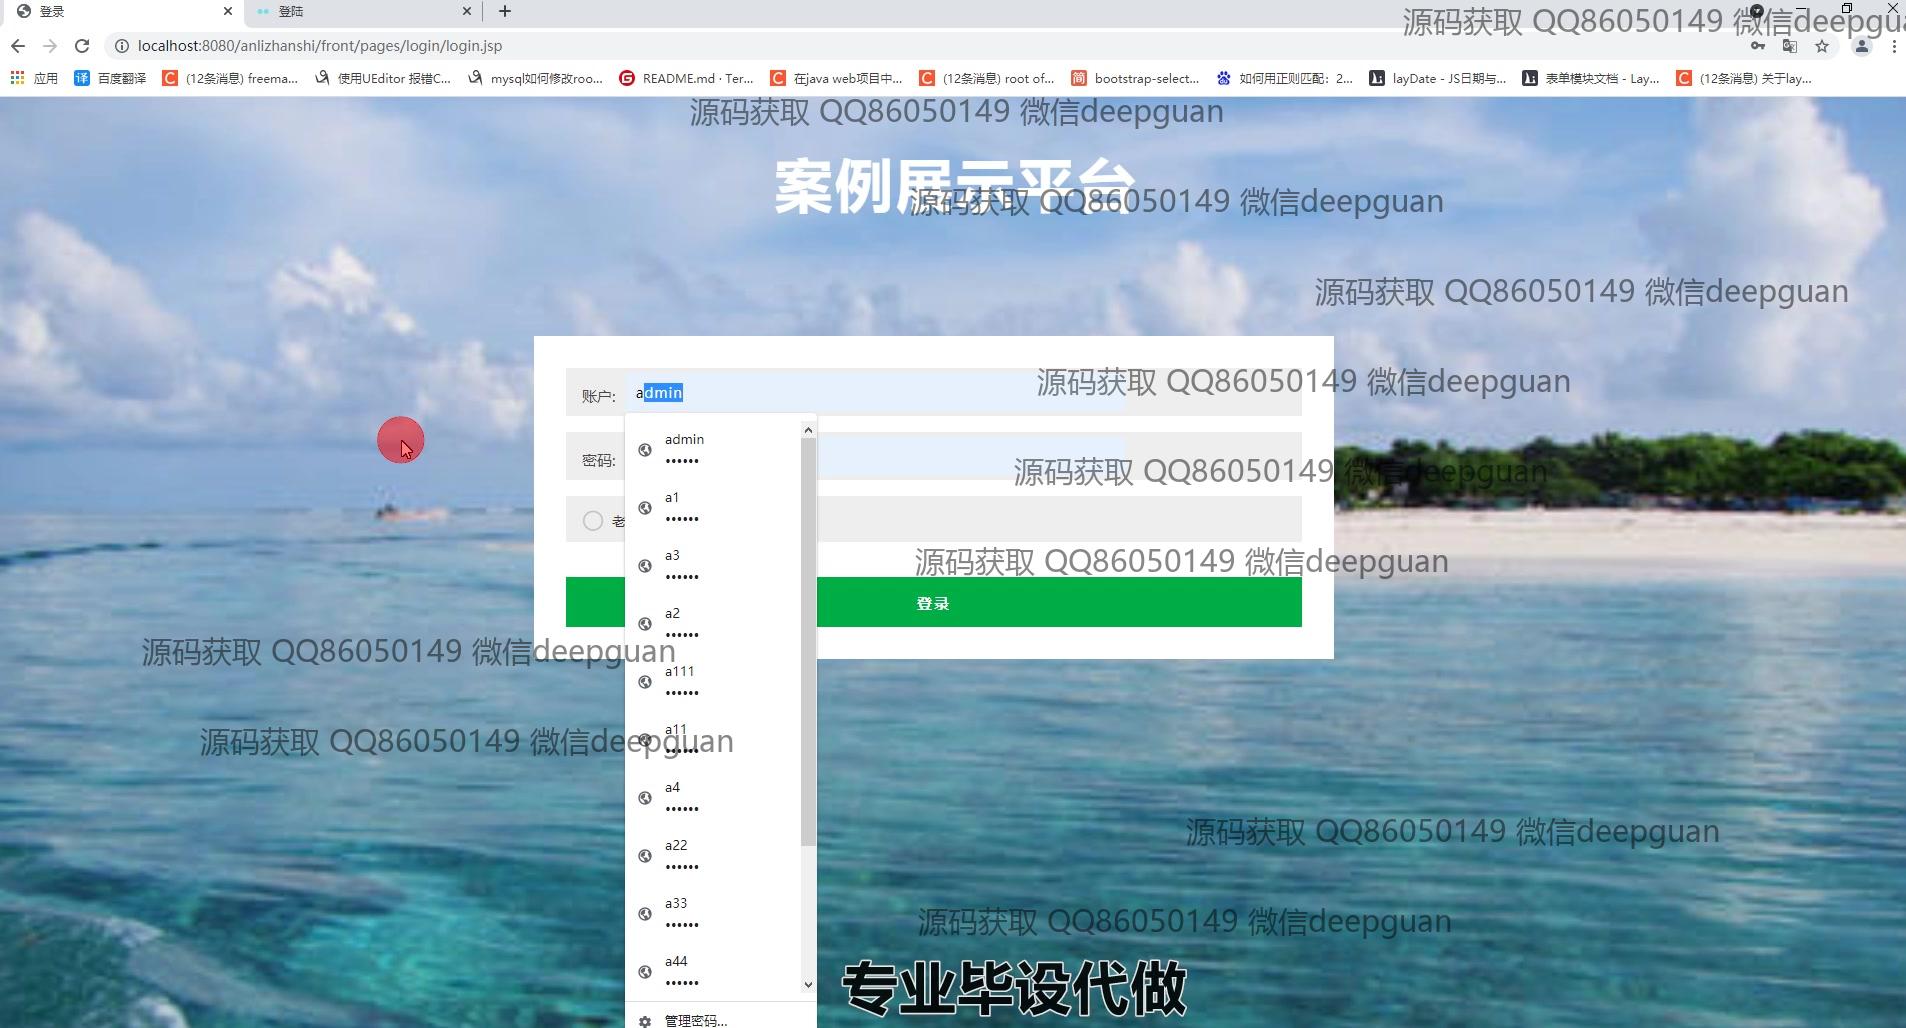 登录
登陆
源码获取 QQ86050149 微信deepgua
localhost:8080/anlizhanshi/front/pages/login/login.jsp
应用 百度翻译 (12条消息) freema... 使用UEditor 报错C... mysql如何修改roo... README.md · Ter... 在java web项目中... (12条消息) root of... bootstrap-select... 如何用正则匹配：2... layDate - JS日期与... 表单模块文档 - Lay... (12条消息) 关于lay...
源码获取 QQ86050149 微信deepguan
案例展示平台
源码获取 QQ86050149 微信deepguan
源码获取 QQ86050149 微信deepguan
账户: admin
源码获取 QQ86050149 微信deepguan
密码:
源码获取 QQ86050149 微信deepguan
老
源码获取 QQ86050149 微信deepguan
登录
admin
••••••
a1
••••••
a3
••••••
a2
••••••
源码获取 QQ86050149 微信deepguan
a111
••••••
a11
••••••
源码获取 QQ86050149 微信deepguan
a4
••••••
源码获取 QQ86050149 微信deepguan
a22
••••••
a33
••••••
源码获取 QQ86050149 微信deepguan
a44
••••••
管理密码...
专业毕设代做